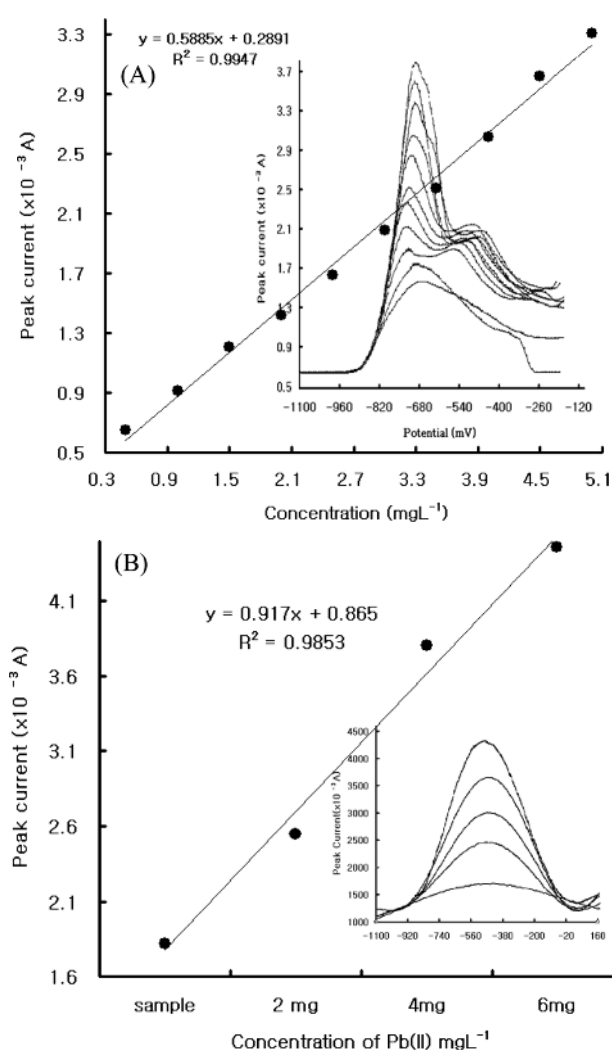 3.3
2.9
2.5
2.1
1.7
1.3
0.9
0.5
Peak current (x10 ⁻³ A)
y = 0.5885x + 0.2891
R² = 0.9947
(A)
3.7
3.3
2.9
2.5
2.1
1.7
1.3
0.9
0.5
Peak current (x10 ⁻³ A)
-1100 -960 -820 -680 -540 -400 -260 -120
Potential (mV)
0.3 0.9 1.5 2.1 2.7 3.3 3.9 4.5 5.1
Concentration (mgL⁻¹)
(B)
4.1
3.6
3.1
2.6
2.1
1.6
Peak current (x10 ⁻³ A)
y = 0.917x + 0.865
R² = 0.9853
4500
4000
3500
3000
2500
2000
1500
1000
Peak Current(x10⁻³A)
-1100 -920 -740 -560 -380 -200 -20 160
sample 2 mg 4mg 6mg
Concentration of Pb(II) mgL⁻¹